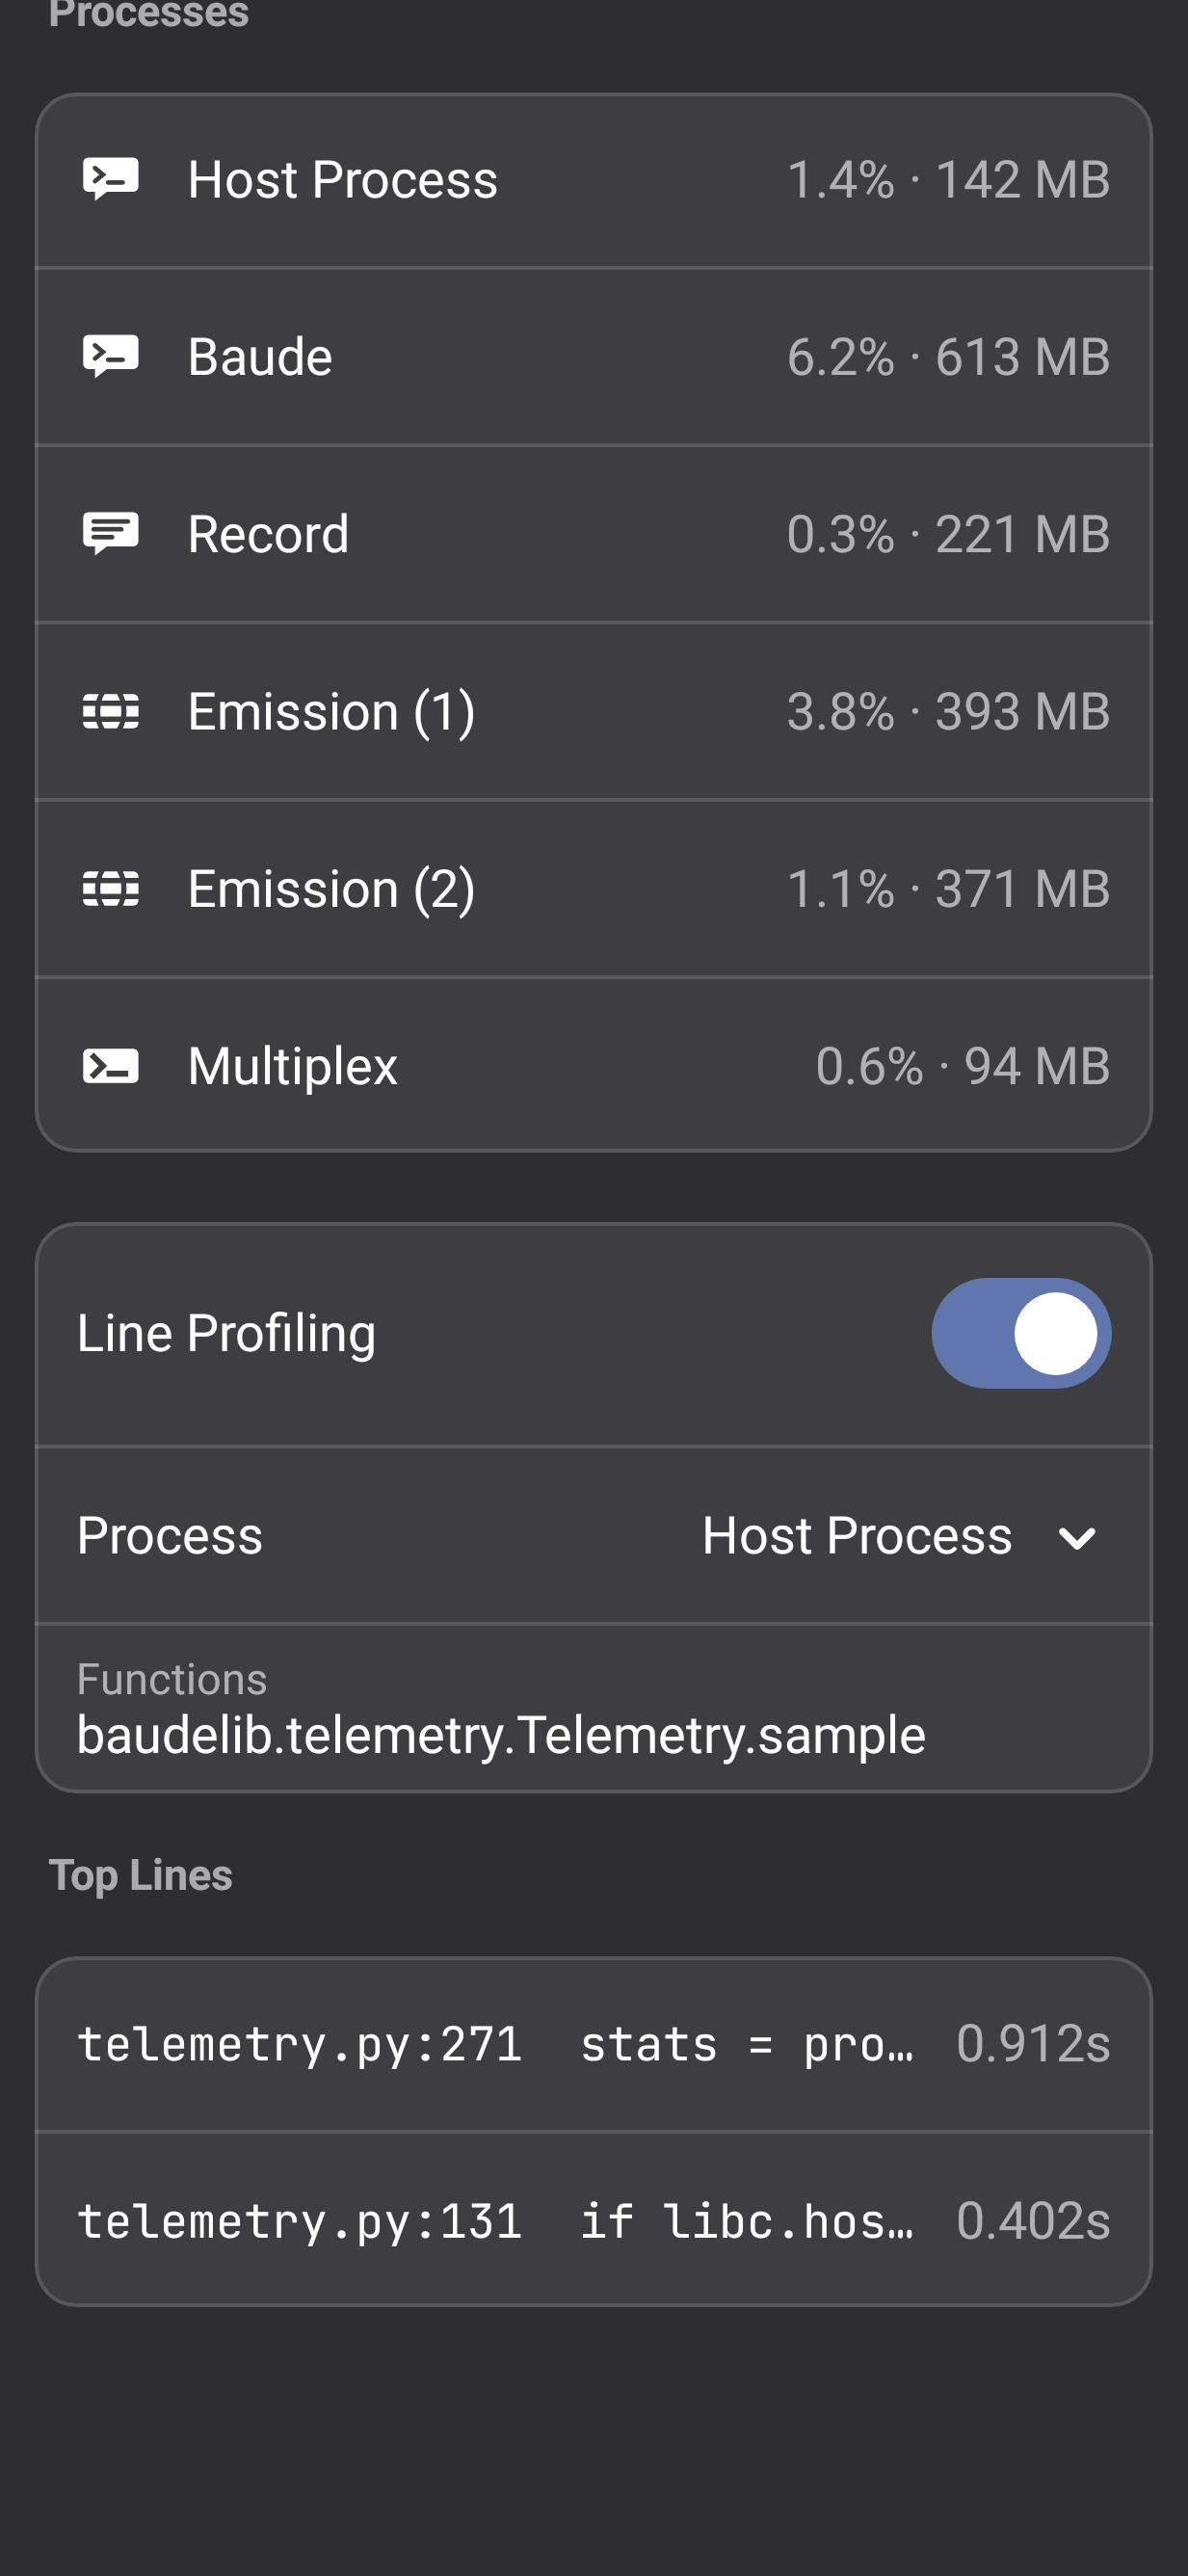 Processes
Host Process 1.4% · 142 MB
Baude 6.2% · 613 MB
Record 0.3% · 221 MB
Emission (1) 3.8% · 393 MB
Emission (2) 1.1% · 371 MB
Multiplex 0.6% · 94 MB
Line Profiling
Process Host Process
Functions
baudelib.telemetry.Telemetry.sample
Top Lines
telemetry.py:271 stats = pro… 0.912s
telemetry.py:131 if libc.hos… 0.402s